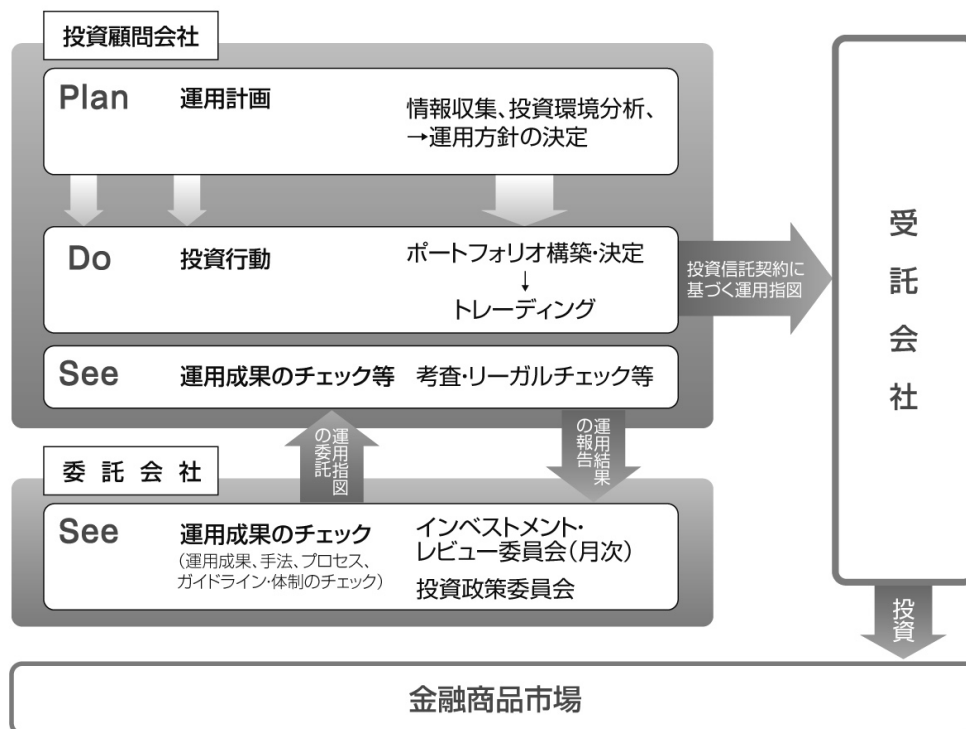 投資顧問会社
Plan 運用計画
情報収集、投資環境分析、
→運用方針の決定
Do 投資行動
ポートフォリオ構築・決定
↓
トレーディング
投資信託契約に
基づく運用指図
See 運用成果のチェック等 考査・リーガルチェック等
運用指図
の委託
運用結果
の報告
委託会社
See 運用成果のチェック
(運用成果、手法、プロセス、
ガイドライン・体制のチェック)
インベストメント・
レビュー委員会(月次)
投資政策委員会
受託会社
投資
金融商品市場